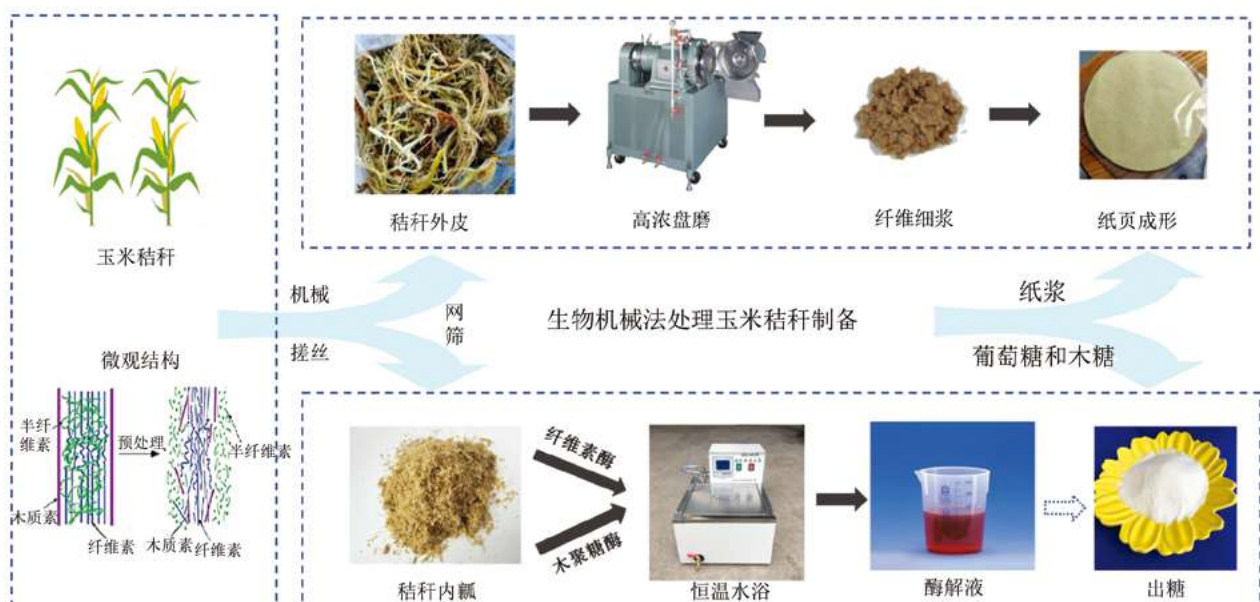 玉米秸秆
微观结构
半纤
维素
预处理
半纤维素
木质素
纤维素
木质素
纤维素
机械
搓丝
网
筛
秸秆外皮
高浓盘磨
纤维细浆
纸页成形
生物机械法处理玉米秸秆制备
纸浆
葡萄糖和木糖
纤维素酶
木聚糖酶
秸秆内瓤
恒温水浴
酶解液
出糖